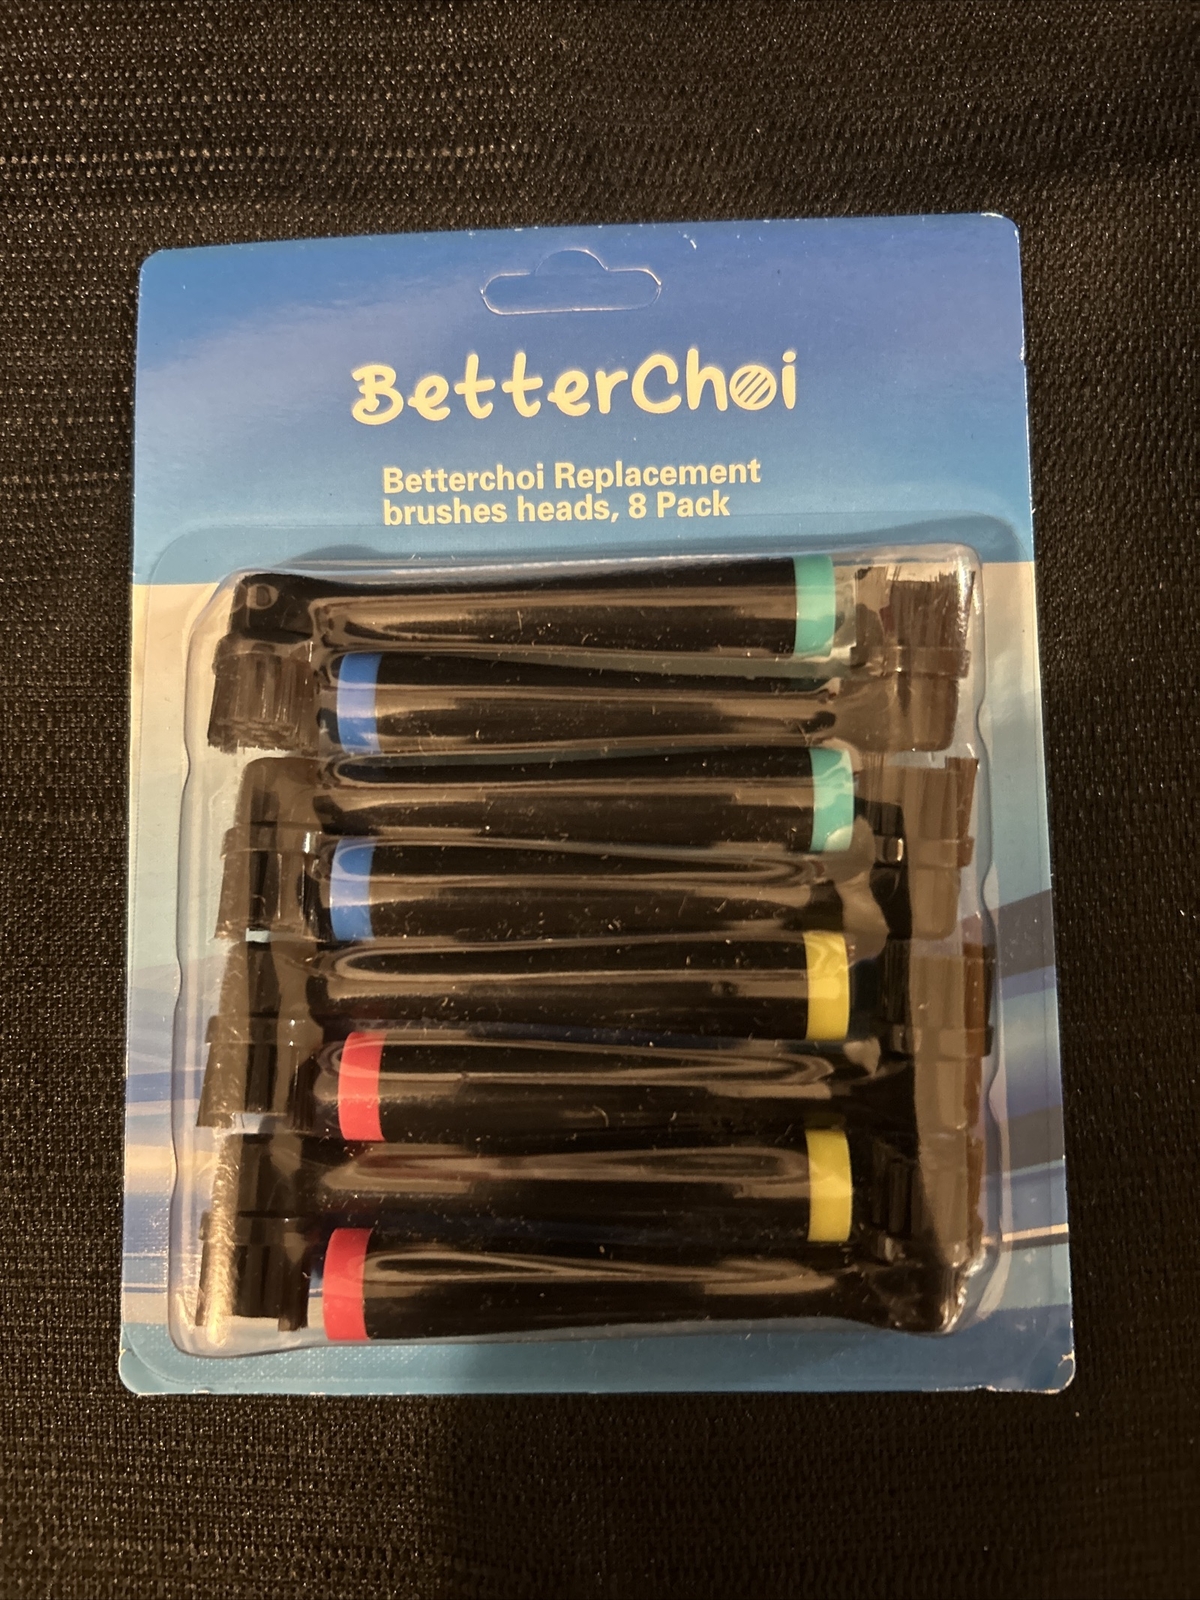 BetterChoi
Betterchoi Replacement
brushes heads, 8 Pack